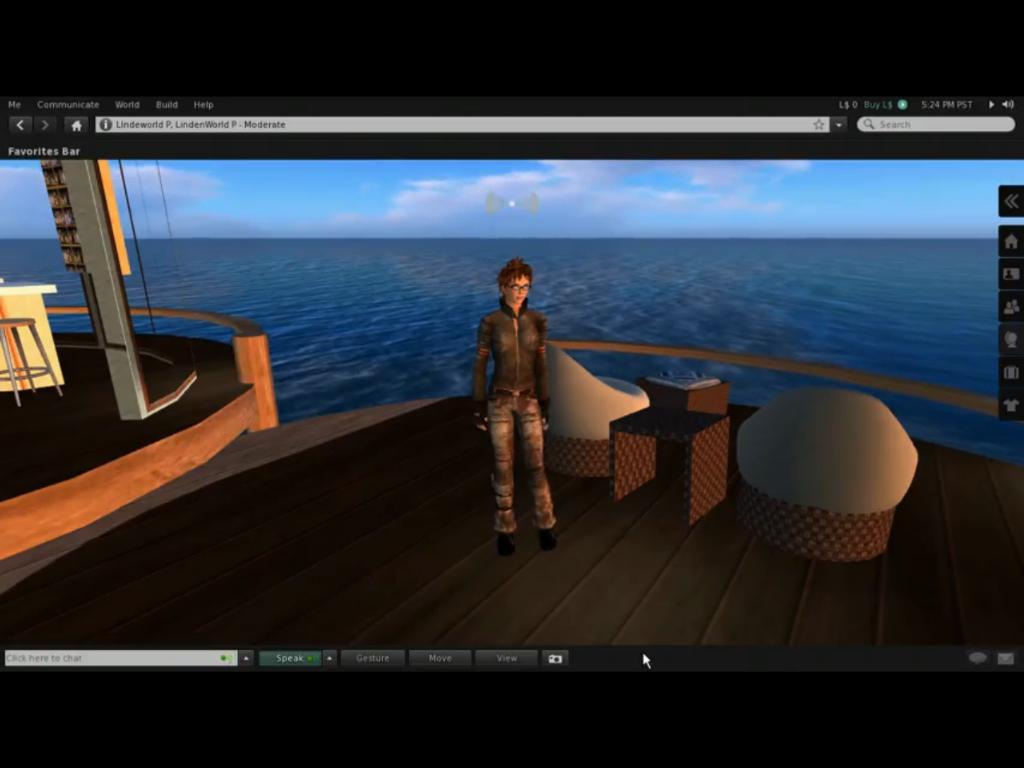 Me Communicate World Build Help L$ 0 Buy L$ 5:24 PM PST
Lindeworld P, LindenWorld P - Moderate Search
Favorites Bar
Click here to chat Speak Gesture Move View